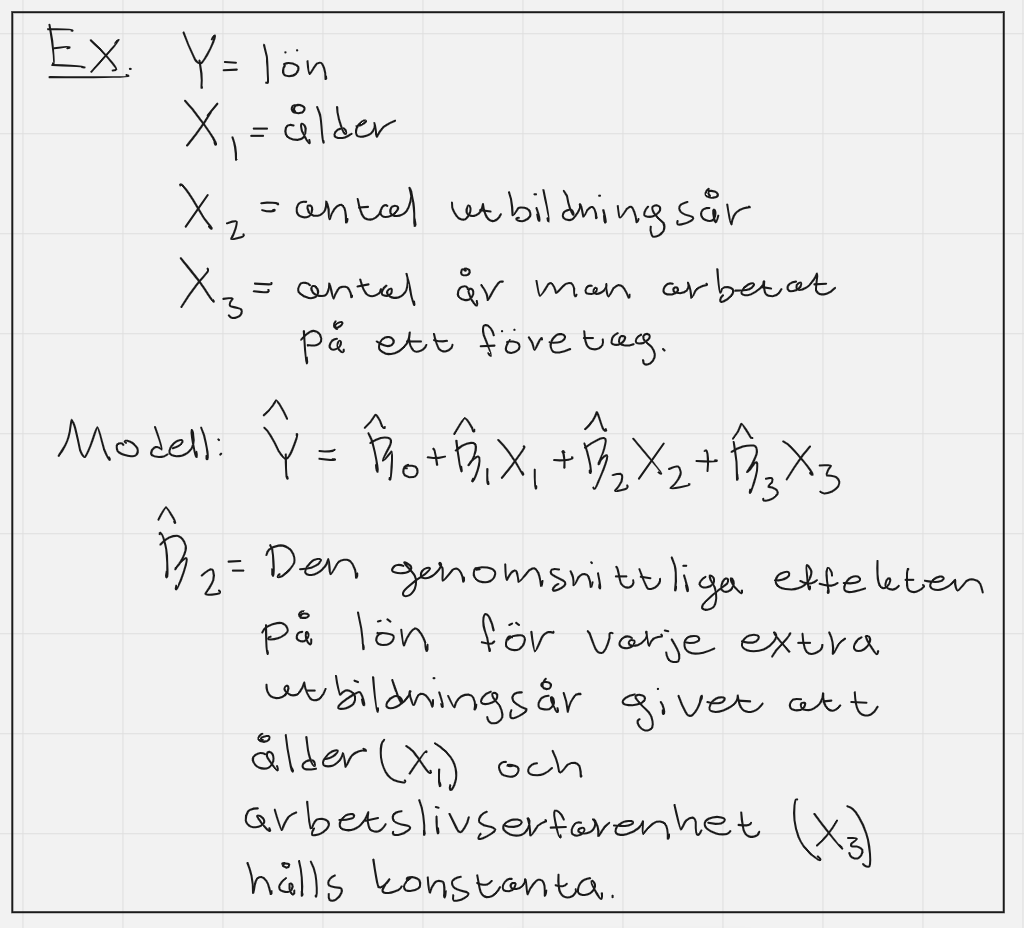 Ex. Y = lön
X₁ = ålder
X₂ = antal utbildningsår
X₃ = antal år man arbetat
på ett företag.
Modell: Ŷ = β̂₀ + β̂₁X₁ + β̂₂X₂ + β̂₃X₃
β̂₂ = Den genomsnittliga effekten
på lön för varje extra
utbildningsår givet att
ålder (X₁) och
arbetslivserfarenhet (X₃)
hålls konstanta.